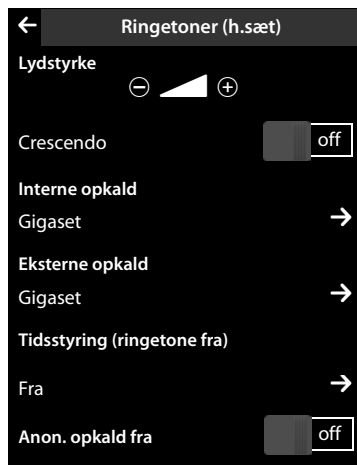 Ringetoner (h.sæt)
Lydstyrke
Crescendo off
Interne opkald
Gigaset
Eksterne opkald
Gigaset
Tidsstyring (ringetone fra)
Fra
Anon. opkald fra off